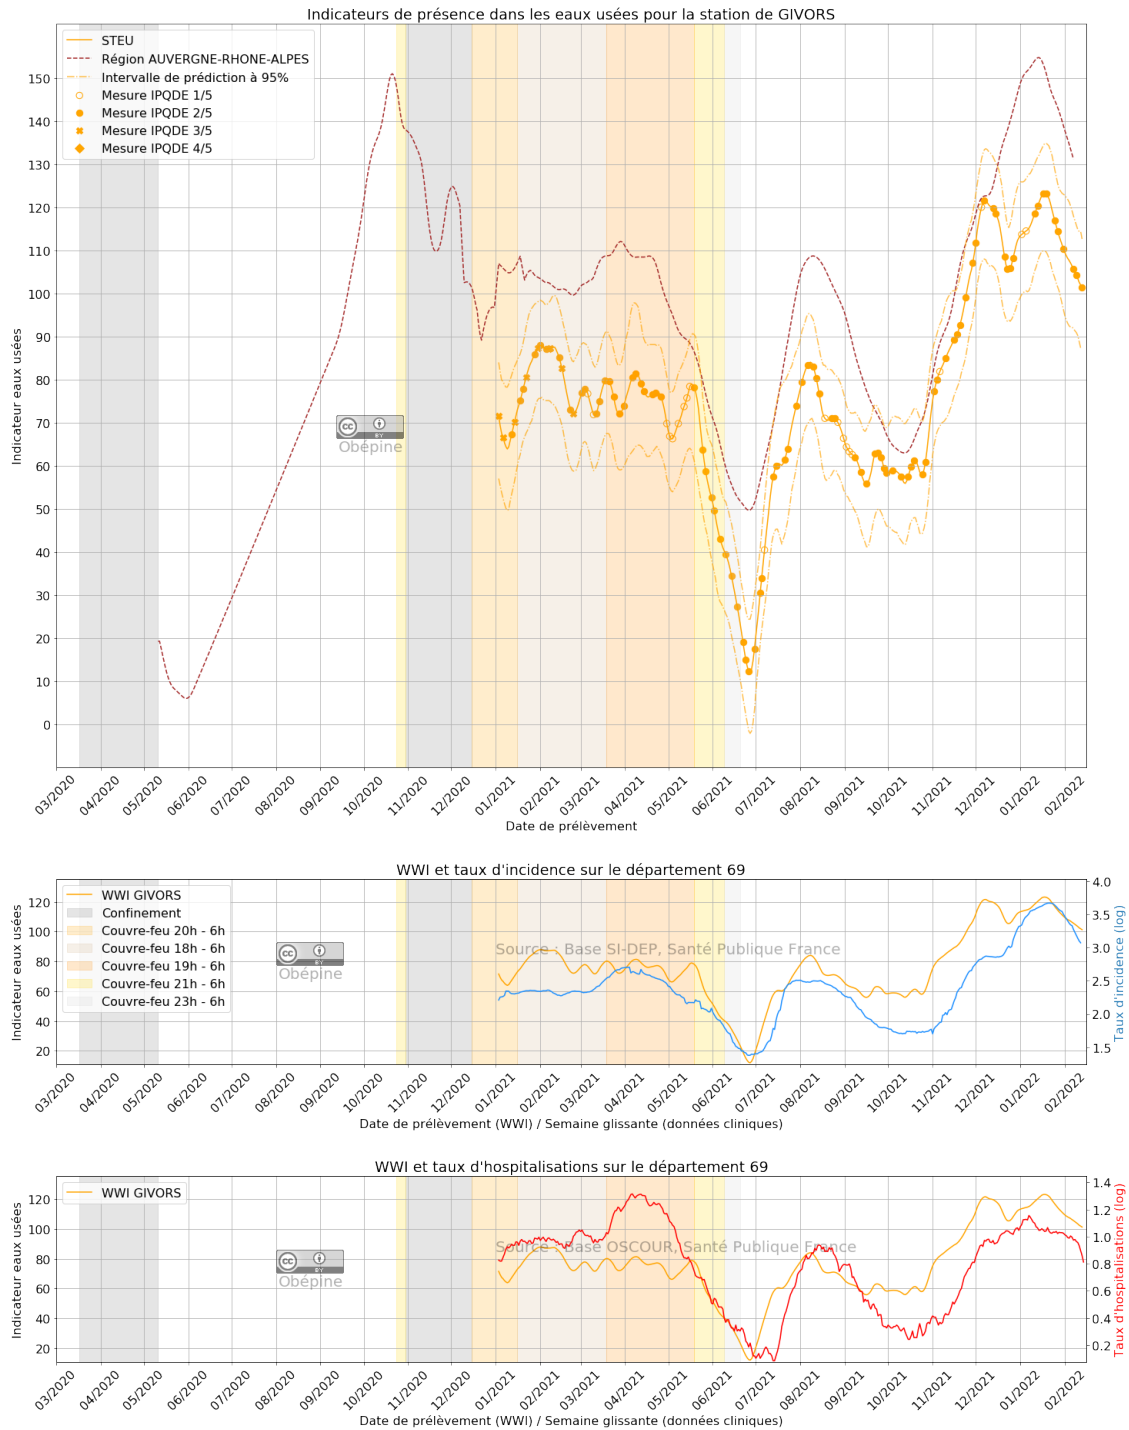 Indicateurs de présence dans les eaux usées pour la station de GIVORS
STEU
Région AUVERGNE-RHONE-ALPES
Intervalle de prédiction à 95%
Mesure IPQDE 1/5
Mesure IPQDE 2/5
Mesure IPQDE 3/5
Mesure IPQDE 4/5
Indicateur eaux usées
150
140
130
120
110
100
90
80
70
60
50
40
30
20
10
0
cc BY
Obépine
03/2020 04/2020 05/2020 06/2020 07/2020 08/2020 09/2020 10/2020 11/2020 12/2020 01/2021 02/2021 03/2021 04/2021 05/2021 06/2021 07/2021 08/2021 09/2021 10/2021 11/2021 12/2021 01/2022 02/2022
Date de prélèvement
WWI et taux d'incidence sur le département 69
WWI GIVORS
Confinement
Couvre-feu 20h - 6h
Couvre-feu 18h - 6h
Couvre-feu 19h - 6h
Couvre-feu 21h - 6h
Couvre-feu 23h - 6h
Indicateur eaux usées
120
100
80
60
40
20
cc BY
Obépine
Source : Base SI-DEP, Santé Publique France
4.0
3.5
3.0
2.5
2.0
1.5
Taux d'incidence (log)
03/2020 04/2020 05/2020 06/2020 07/2020 08/2020 09/2020 10/2020 11/2020 12/2020 01/2021 02/2021 03/2021 04/2021 05/2021 06/2021 07/2021 08/2021 09/2021 10/2021 11/2021 12/2021 01/2022 02/2022
Date de prélèvement (WWI) / Semaine glissante (données cliniques)
WWI et taux d'hospitalisations sur le département 69
WWI GIVORS
Indicateur eaux usées
120
100
80
60
40
20
cc BY
Obépine
Source : Base OSCOUR, Santé Publique France
1.4
1.2
1.0
0.8
0.6
0.4
0.2
Taux d'hospitalisations (log)
03/2020 04/2020 05/2020 06/2020 07/2020 08/2020 09/2020 10/2020 11/2020 12/2020 01/2021 02/2021 03/2021 04/2021 05/2021 06/2021 07/2021 08/2021 09/2021 10/2021 11/2021 12/2021 01/2022 02/2022
Date de prélèvement (WWI) / Semaine glissante (données cliniques)